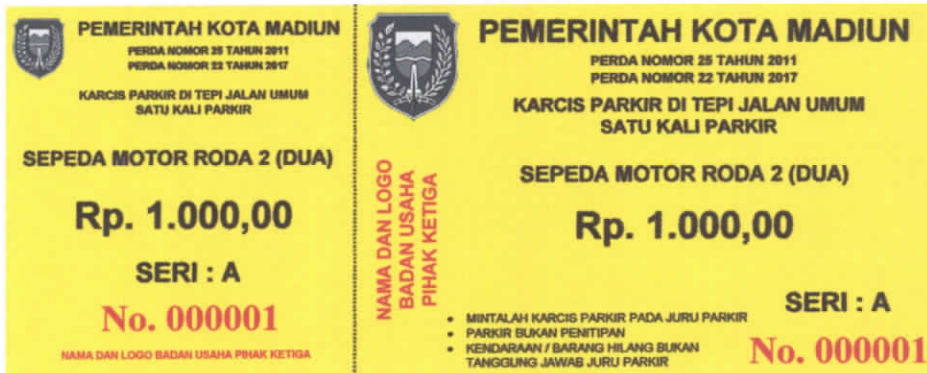 PEMERINTAH KOTA MADIUN
PERDA NOMOR 25 TAHUN 2011
PERDA NOMOR 22 TAHUN 2017
KARCIS PARKIR DI TEPI JALAN UMUM
SATU KALI PARKIR
SEPEDA MOTOR RODA 2 (DUA)
Rp. 1.000,00
SERI : A
No. 000001
NAMA DAN LOGO BADAN USAHA PIHAK KETIGA
PEMERINTAH KOTA MADIUN
PERDA NOMOR 25 TAHUN 2011
PERDA NOMOR 22 TAHUN 2017
KARCIS PARKIR DI TEPI JALAN UMUM
SATU KALI PARKIR
NAMA DAN LOGO
BADAN USAHA
PIHAK KETIGA
SEPEDA MOTOR RODA 2 (DUA)
Rp. 1.000,00
SERI : A
• MINTALAH KARCIS PARKIR PADA JURU PARKIR
• PARKIR BUKAN PENITIPAN
• KENDARAAN / BARANG HILANG BUKAN
TANGGUNG JAWAB JURU PARKIR
No. 000001